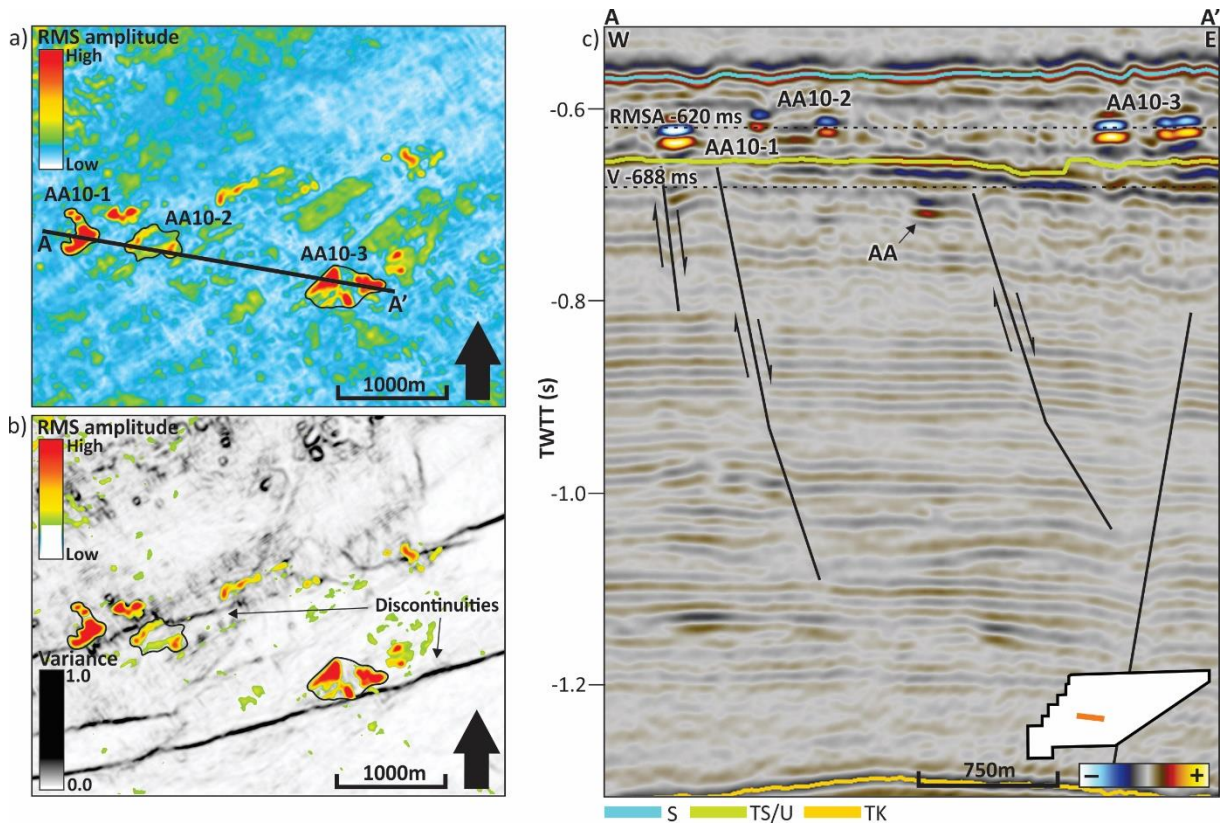 a)
RMS amplitude
High
Low
AA10-1
AA10-2
AA10-3
A
A'
1000m
b)
RMS amplitude
High
Low
Discontinuities
Variance
1.0
0.0
1000m
A
A'
c)
W
E
TWTT (s)
-0.6
-0.8
-1.0
-1.2
RMSA -620 ms
V -688 ms
AA10-1
AA10-2
AA10-3
AA
750m
− +
S
TS/U
TK